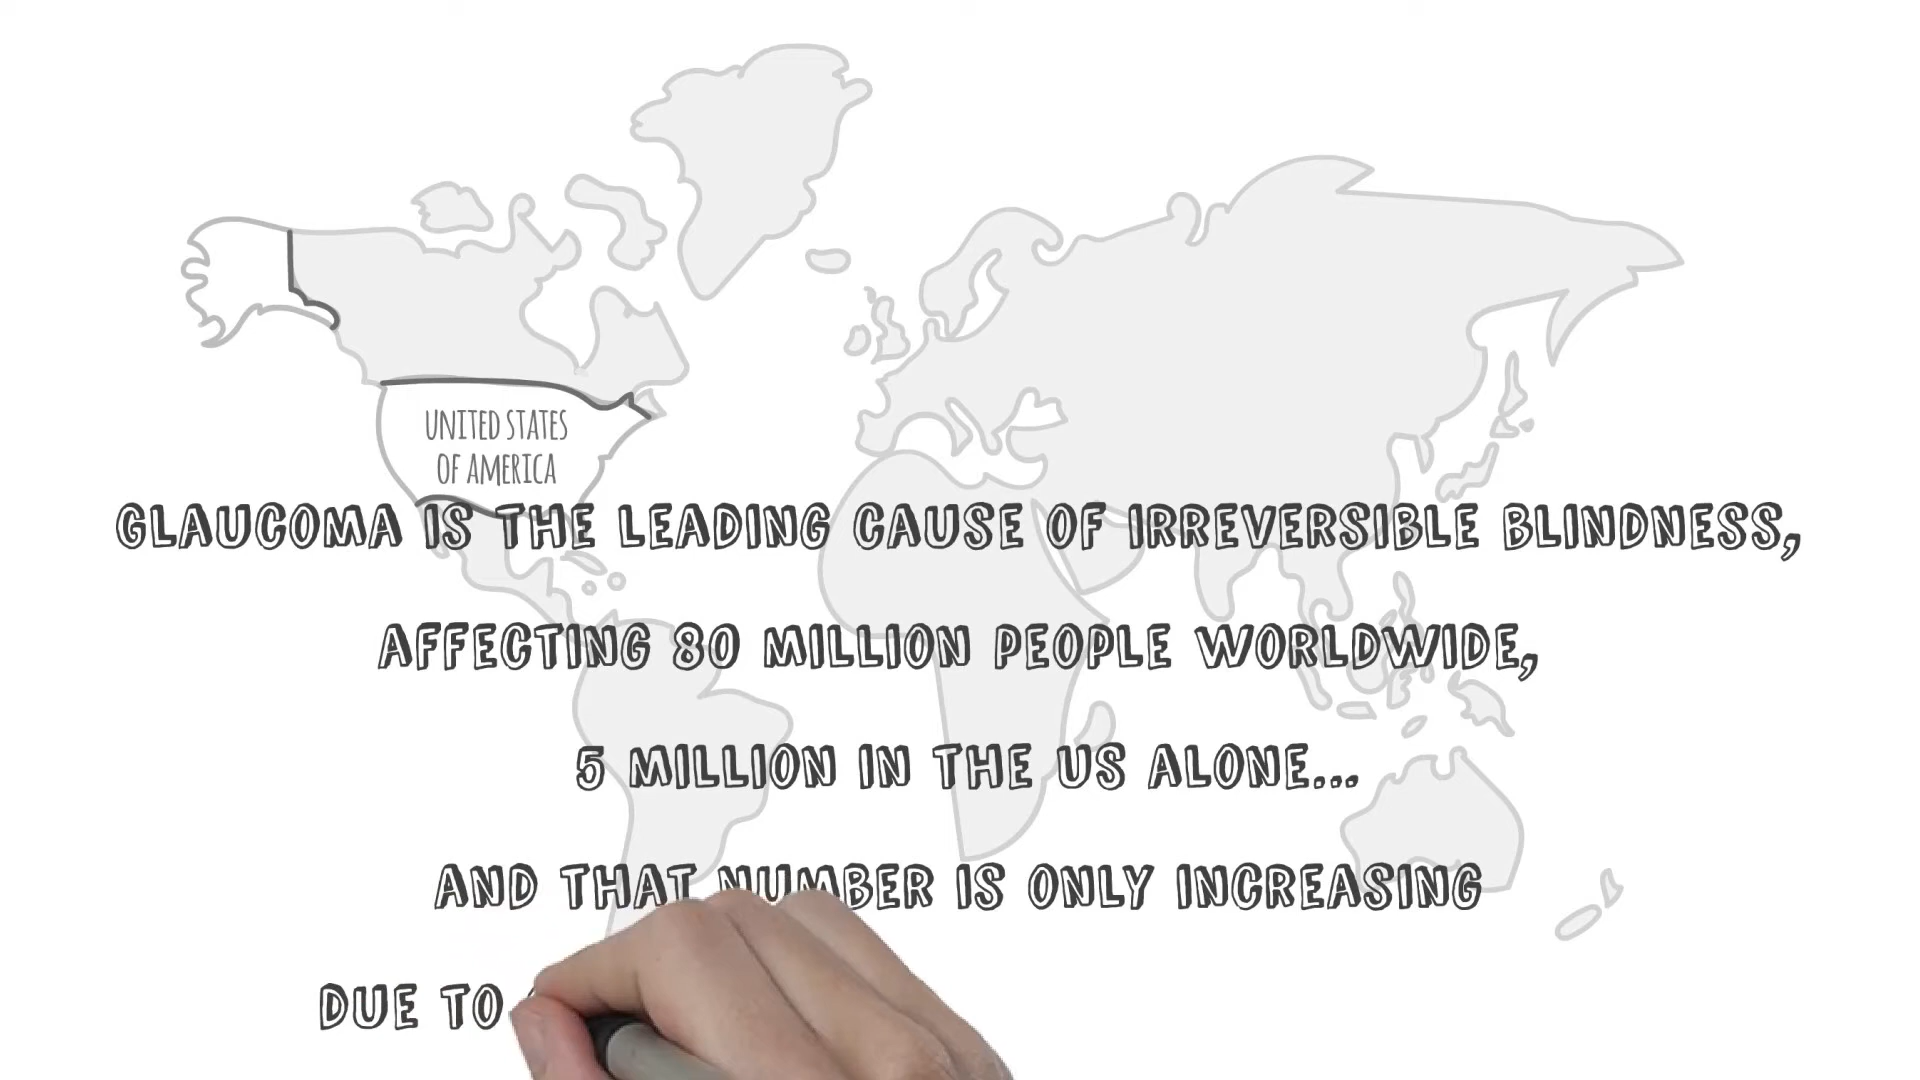 UNITED STATES
OF AMERICA
GLAUCOMA IS THE LEADING CAUSE OF IRREVERSIBLE BLINDNESS,
AFFECTING 80 MILLION PEOPLE WORLDWIDE,
5 MILLION IN THE US ALONE...
AND THAT NUMBER IS ONLY INCREASING
DUE TO